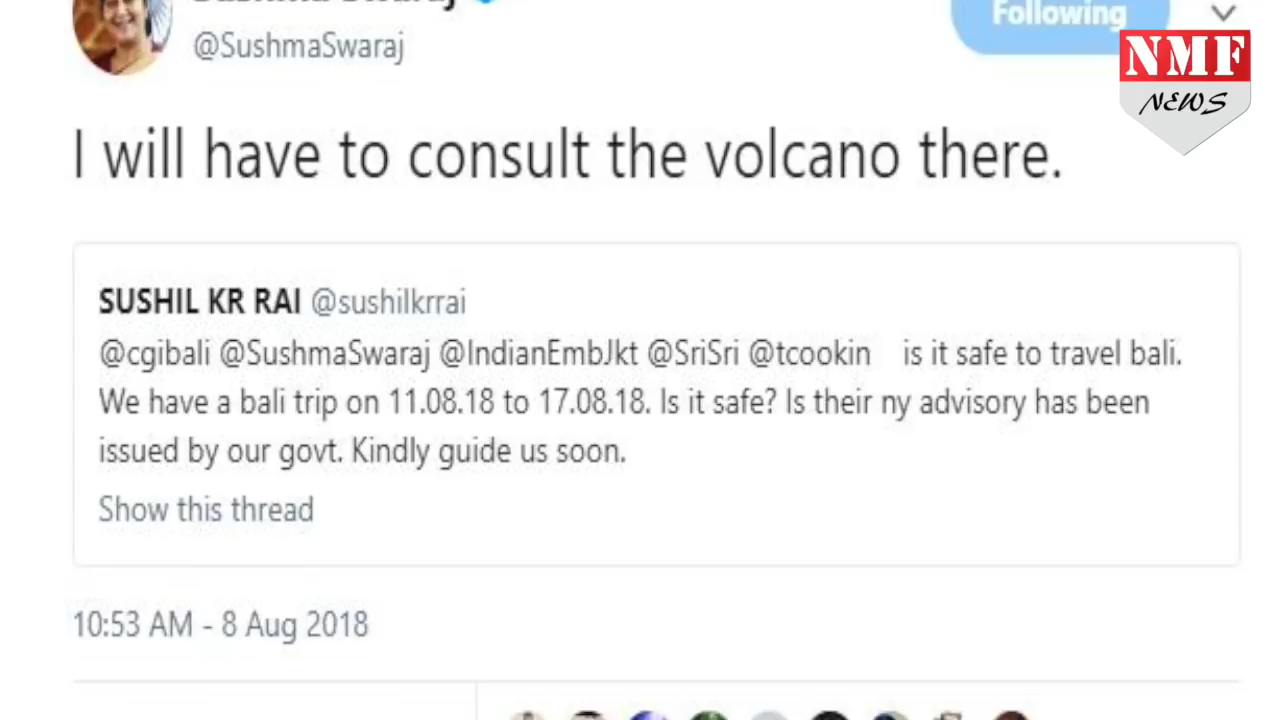 Sushma Swaraj
Following
@SushmaSwaraj
NMF
NEWS
I will have to consult the volcano there.
SUSHIL KR RAI @sushilkrrai
@cgibali @SushmaSwaraj @IndianEmbJkt @SriSri @tcookin is it safe to travel bali.
We have a bali trip on 11.08.18 to 17.08.18. Is it safe? Is their ny advisory has been
issued by our govt. Kindly guide us soon.
Show this thread
10:53 AM - 8 Aug 2018